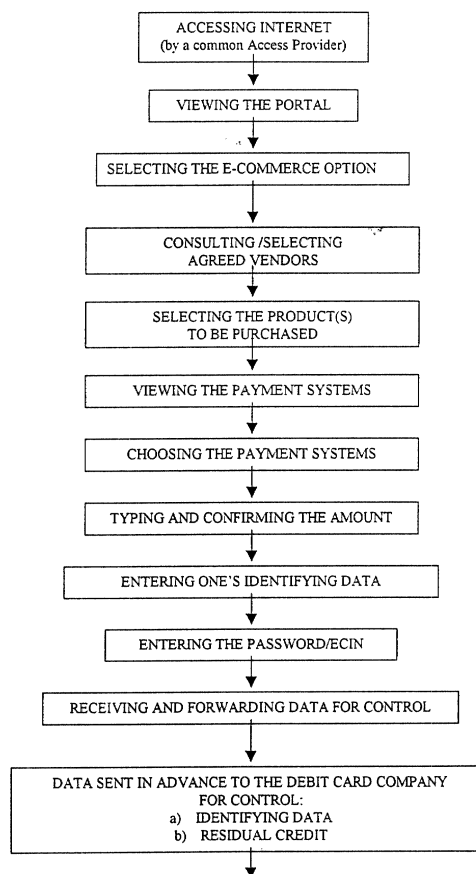 ACCESSING INTERNET
(by a common Access Provider)
VIEWING THE PORTAL
SELECTING THE E-COMMERCE OPTION
CONSULTING /SELECTING
AGREED VENDORS
SELECTING THE PRODUCT(S)
TO BE PURCHASED
VIEWING THE PAYMENT SYSTEMS
CHOOSING THE PAYMENT SYSTEMS
TYPING AND CONFIRMING THE AMOUNT
ENTERING ONE'S IDENTIFYING DATA
ENTERING THE PASSWORD/ECIN
RECEIVING AND FORWARDING DATA FOR CONTROL
DATA SENT IN ADVANCE TO THE DEBIT CARD COMPANY
FOR CONTROL:
a) IDENTIFYING DATA
b) RESIDUAL CREDIT